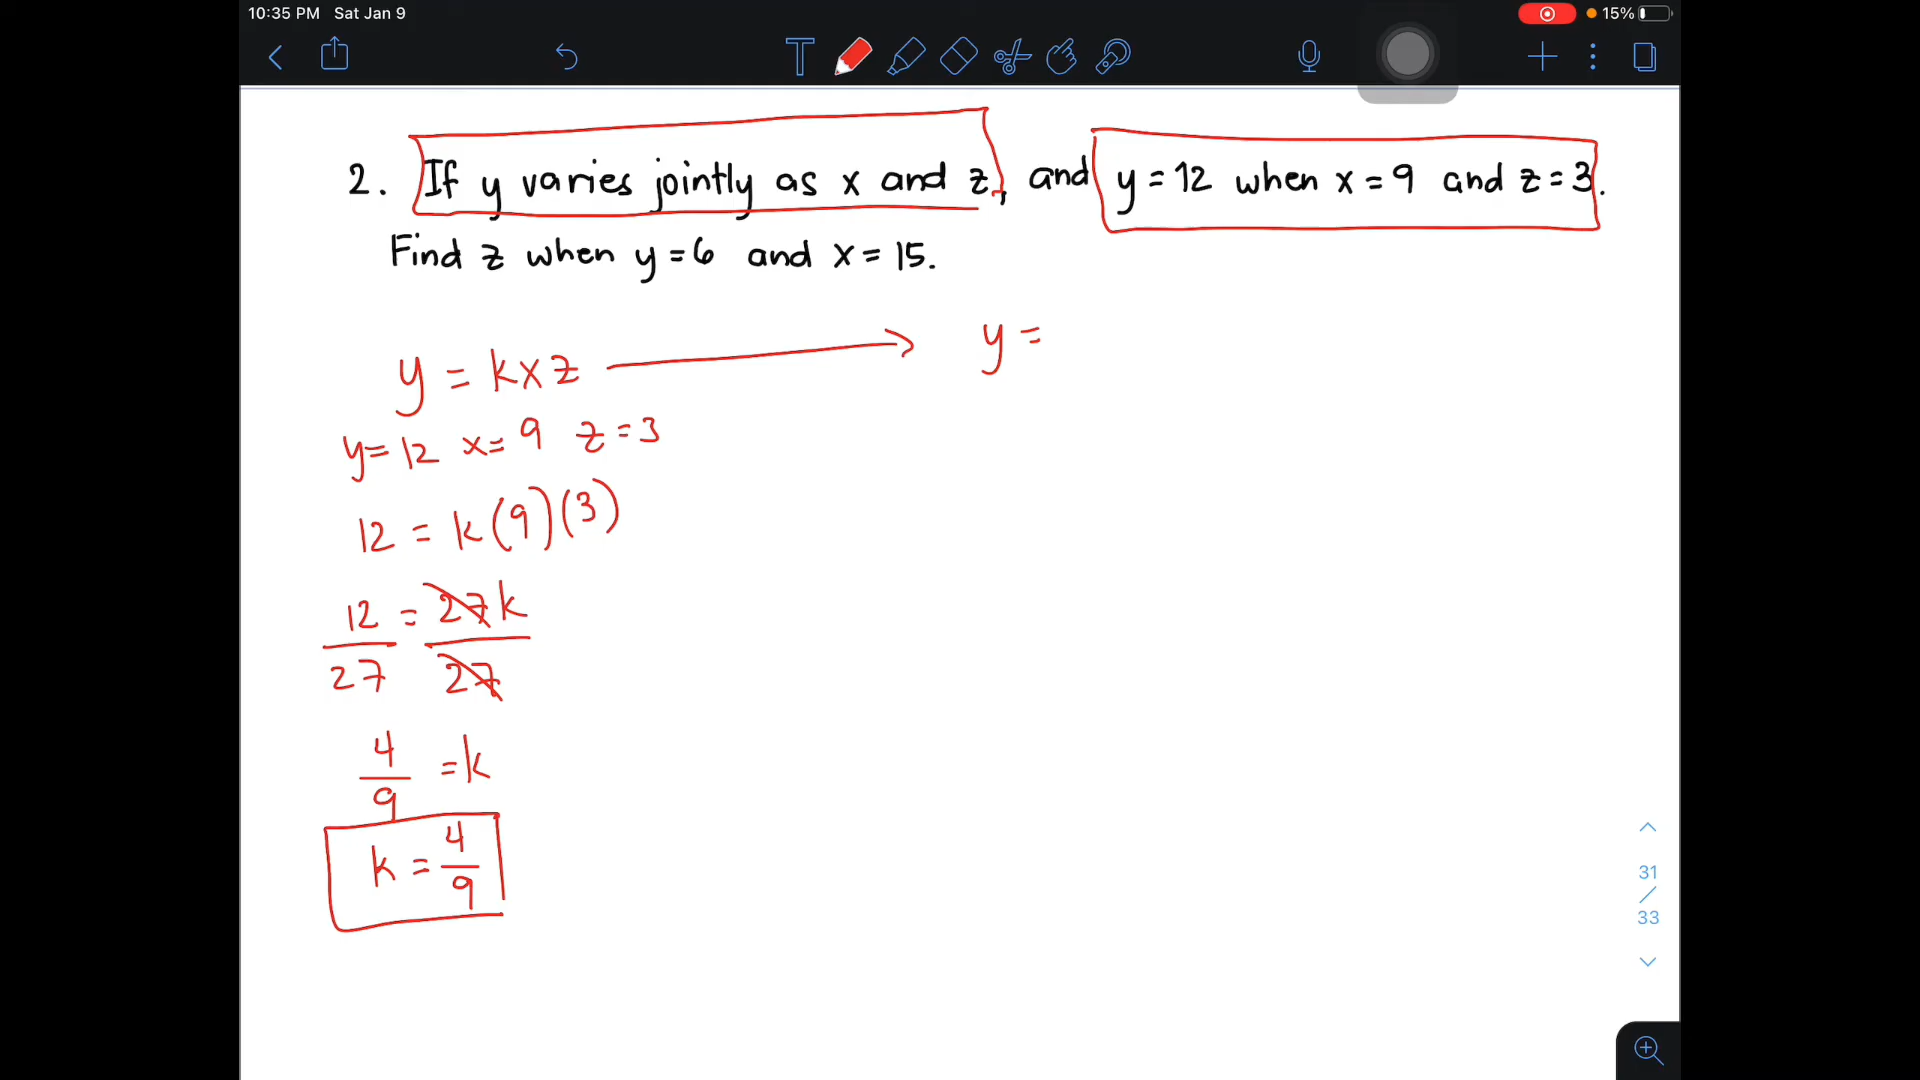 10:35 PM Sat Jan 9
15%
T
2. If y varies jointly as x and z, and y = 12 when x = 9 and z = 3.
Find z when y = 6 and x = 15.
y = kxz
y =
y = 12 x = 9 z = 3
12 = k(9)(3)
12 = 27k
27 27
4
9 = k
k = 4
9
31
/
33